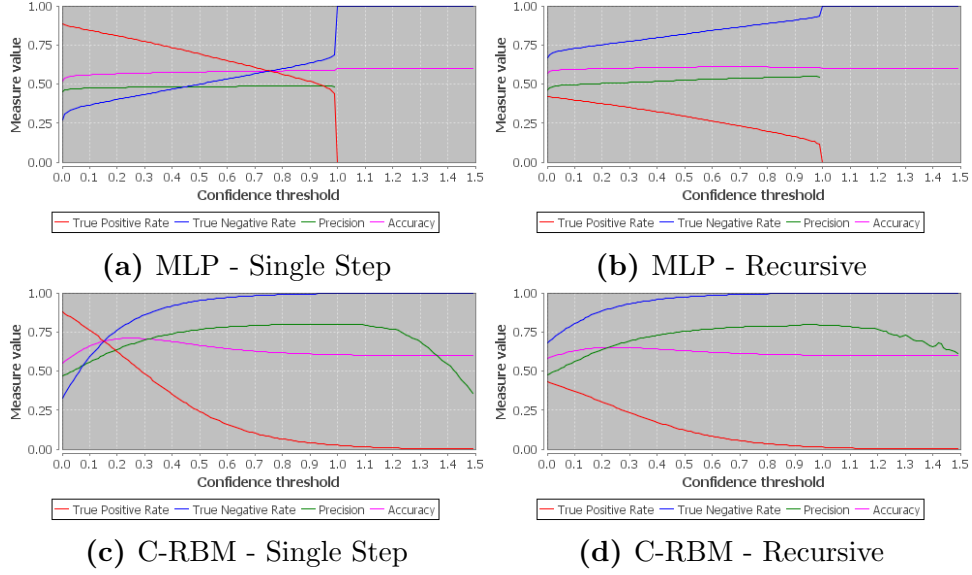 1.00
0.75
0.50
0.25
0.00
Measure value
0.0 0.1 0.2 0.3 0.4 0.5 0.6 0.7 0.8 0.9 1.0 1.1 1.2 1.3 1.4 1.5
Confidence threshold
True Positive Rate True Negative Rate Precision Accuracy
(a) MLP - Single Step
1.00
0.75
0.50
0.25
0.00
Measure value
0.0 0.1 0.2 0.3 0.4 0.5 0.6 0.7 0.8 0.9 1.0 1.1 1.2 1.3 1.4 1.5
Confidence threshold
True Positive Rate True Negative Rate Precision Accuracy
(b) MLP - Recursive
1.00
0.75
0.50
0.25
0.00
Measure value
0.0 0.1 0.2 0.3 0.4 0.5 0.6 0.7 0.8 0.9 1.0 1.1 1.2 1.3 1.4 1.5
Confidence threshold
True Positive Rate True Negative Rate Precision Accuracy
(c) C-RBM - Single Step
1.00
0.75
0.50
0.25
0.00
Measure value
0.0 0.1 0.2 0.3 0.4 0.5 0.6 0.7 0.8 0.9 1.0 1.1 1.2 1.3 1.4 1.5
Confidence threshold
True Positive Rate True Negative Rate Precision Accuracy
(d) C-RBM - Recursive